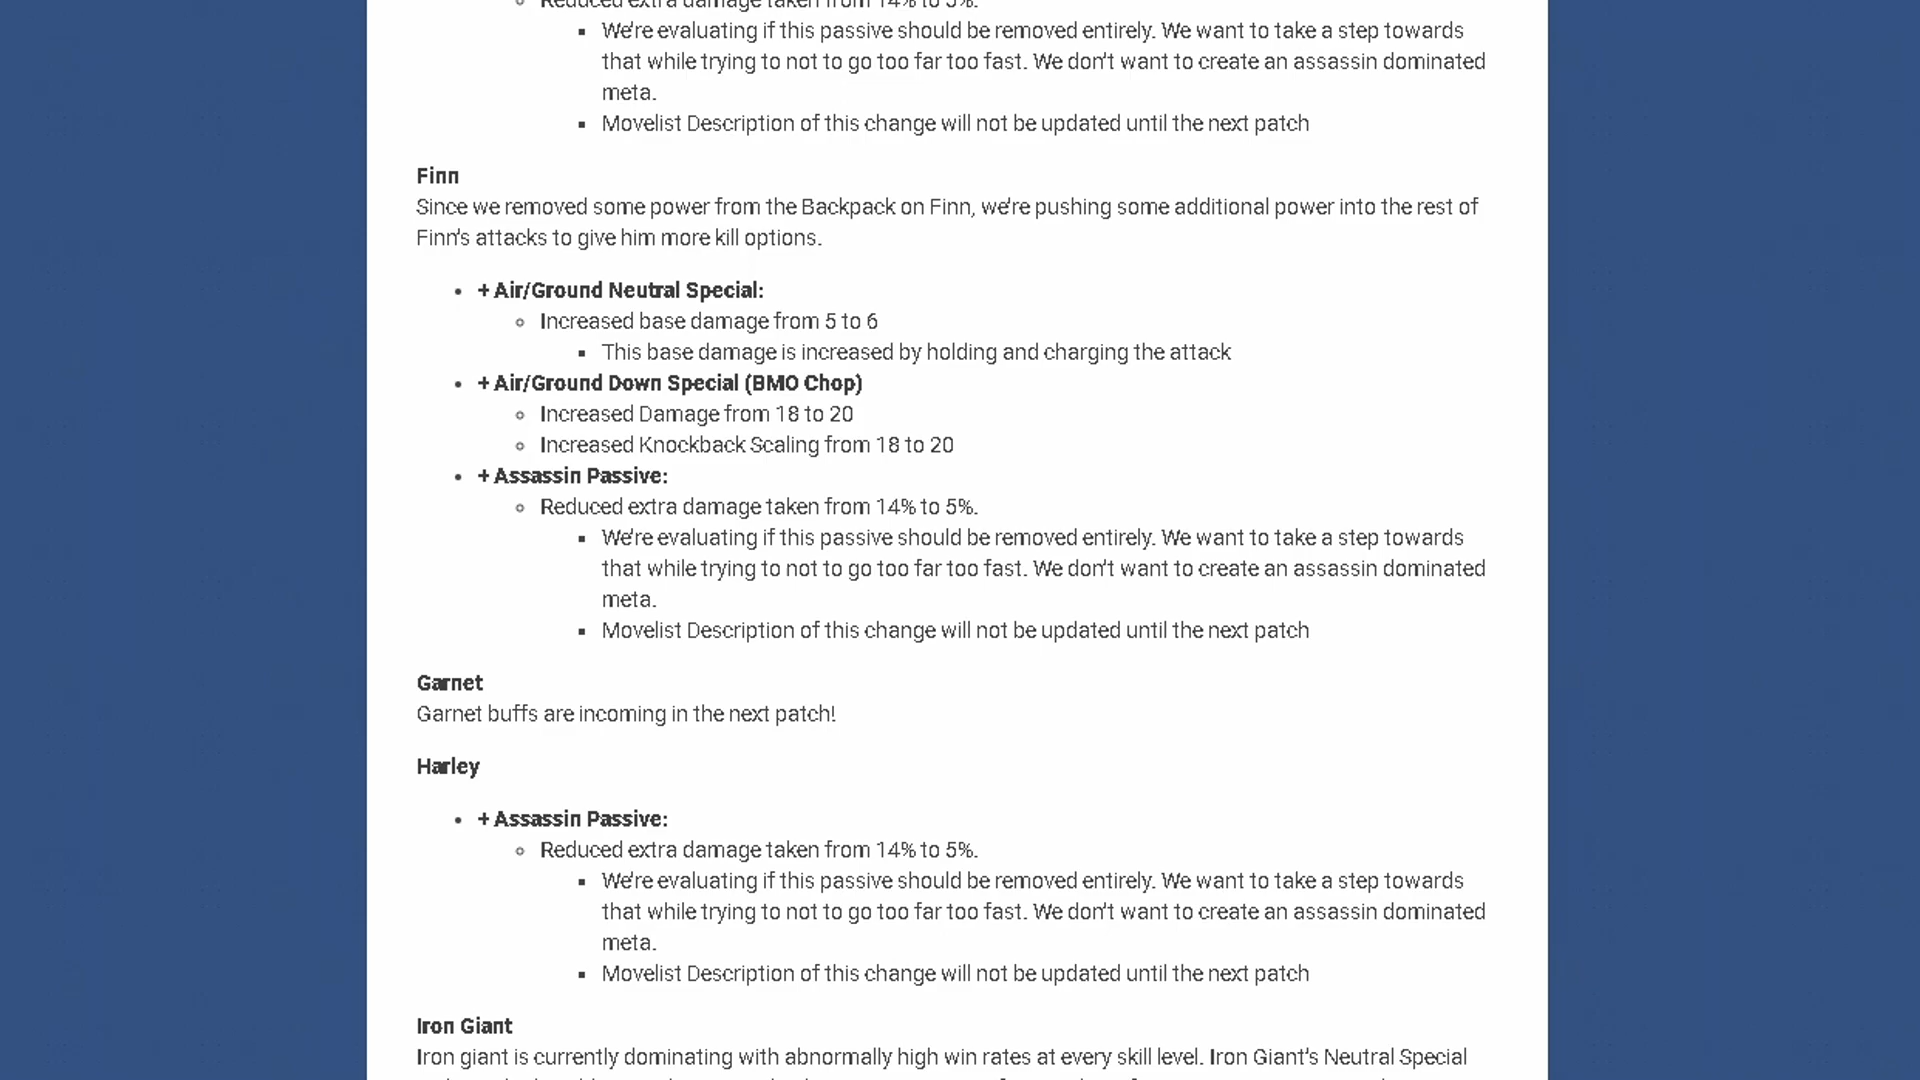 Reduced extra damage taken from 14% to 5%.
We're evaluating if this passive should be removed entirely. We want to take a step towards
that while trying to not to go too far too fast. We don't want to create an assassin dominated
meta.
Movelist Description of this change will not be updated until the next patch
Finn
Since we removed some power from the Backpack on Finn, we're pushing some additional power into the rest of
Finn's attacks to give him more kill options.
+ Air/Ground Neutral Special:
Increased base damage from 5 to 6
This base damage is increased by holding and charging the attack
+ Air/Ground Down Special (BMO Chop)
Increased Damage from 18 to 20
Increased Knockback Scaling from 18 to 20
+ Assassin Passive:
Reduced extra damage taken from 14% to 5%.
We're evaluating if this passive should be removed entirely. We want to take a step towards
that while trying to not to go too far too fast. We don't want to create an assassin dominated
meta.
Movelist Description of this change will not be updated until the next patch
Garnet
Garnet buffs are incoming in the next patch!
Harley
+ Assassin Passive:
Reduced extra damage taken from 14% to 5%.
We're evaluating if this passive should be removed entirely. We want to take a step towards
that while trying to not to go too far too fast. We don't want to create an assassin dominated
meta.
Movelist Description of this change will not be updated until the next patch
Iron Giant
Iron giant is currently dominating with abnormally high win rates at every skill level. Iron Giant's Neutral Special